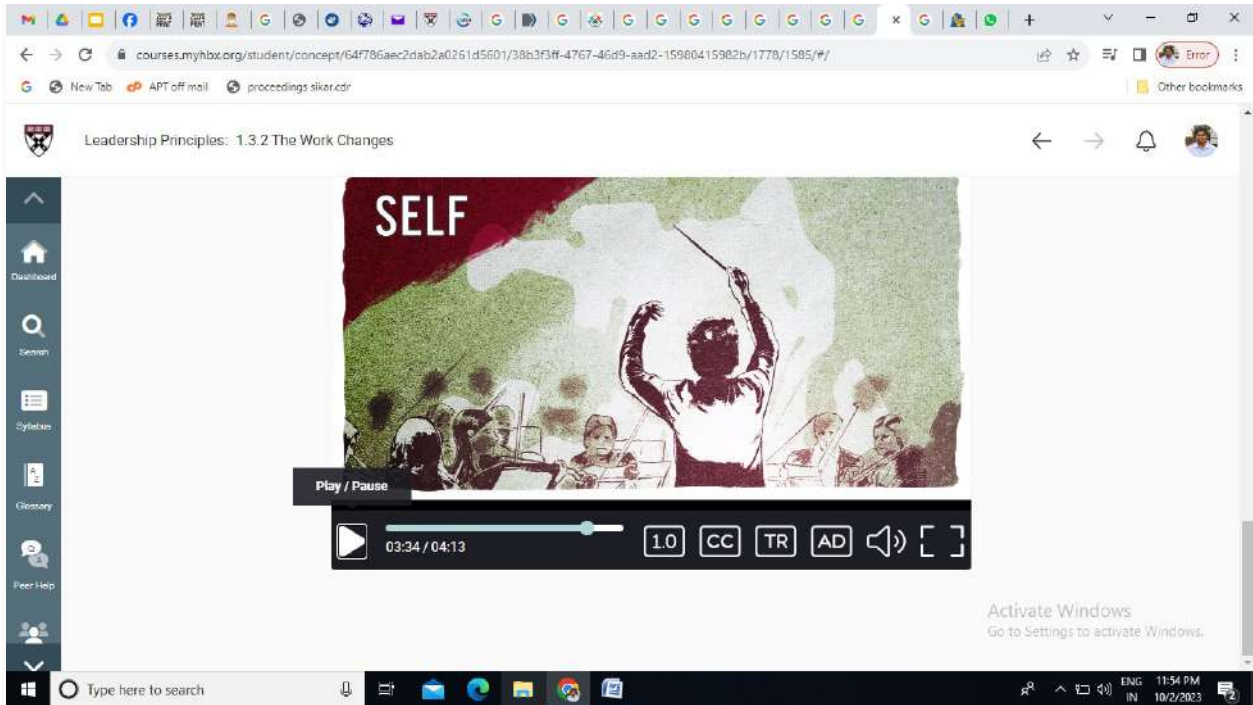 courses.myhbx.org/student/concept/64f786aec2dab2a0261d5601/38b3f3ff-4767-46d9-aad2-15980415982b/1778/1585/#/
Error
New Tab
APT off mail
proceedings sikar.cdr
Other bookmarks
Leadership Principles: 1.3.2 The Work Changes
SELF
Dashboard
Search
Syllabus
Glossary
Peer Help
Play / Pause
03:34 / 04:13
1.0
CC
TR
AD
Activate Windows
Go to Settings to activate Windows.
Type here to search
ENG
IN
11:54 PM
10/2/2023
2